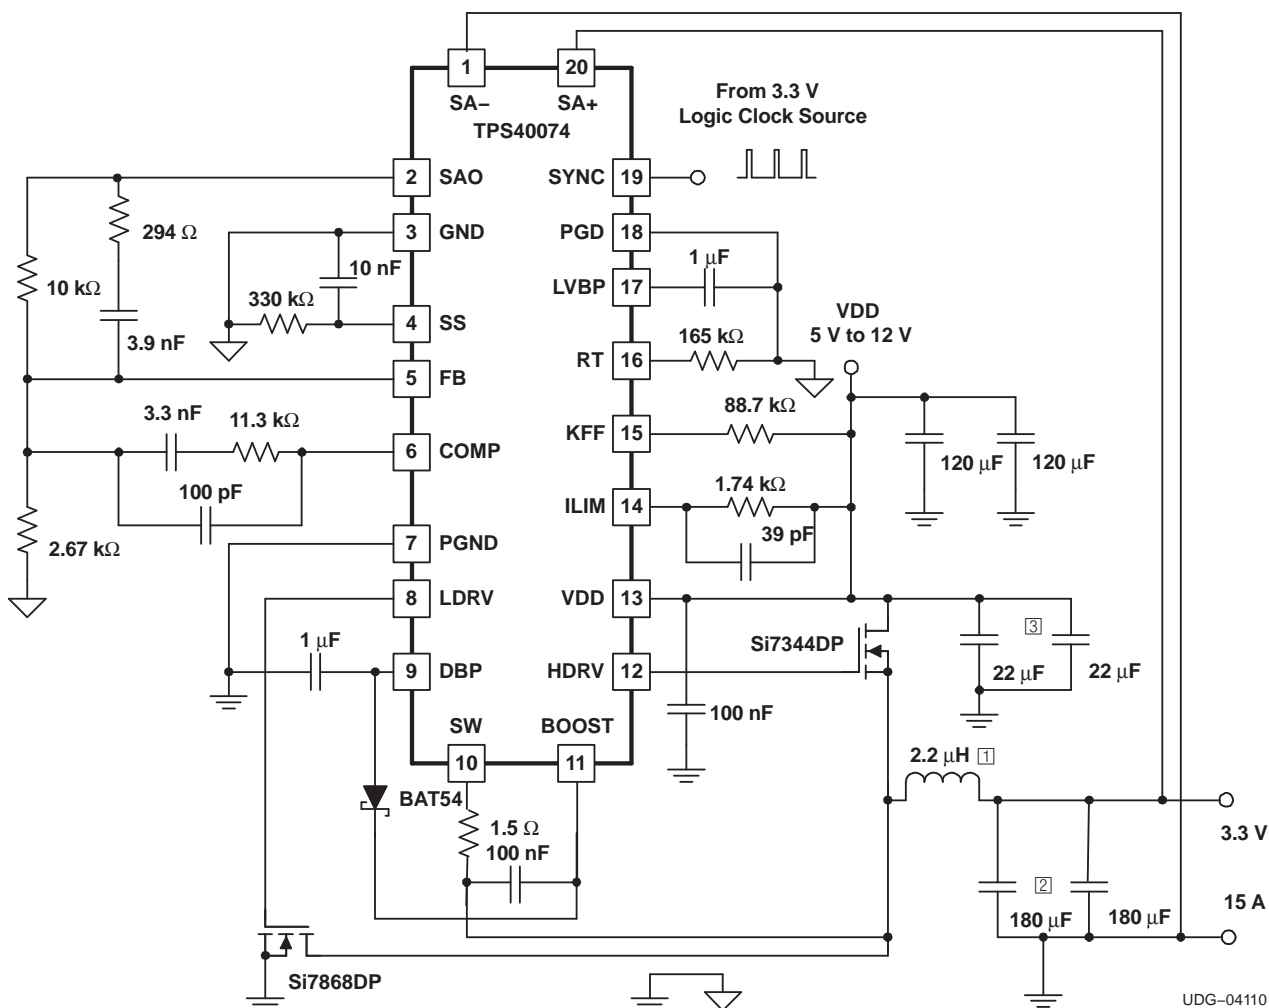 1
20
SA–
SA+
TPS40074
From 3.3 V
Logic Clock Source
2
SAO
SYNC
19
294 Ω
3
GND
PGD
18
10 kΩ
10 nF
1 μF
LVBP
17
330 kΩ
3.9 nF
4
SS
VDD
5 V to 12 V
165 kΩ
RT
16
5
FB
3.3 nF
11.3 kΩ
88.7 kΩ
KFF
15
6
COMP
120 μF
120 μF
100 pF
1.74 kΩ
ILIM
14
39 pF
2.67 kΩ
7
PGND
8
LDRV
VDD
13
1 μF
Si7344DP
3
9
DBP
HDRV
12
22 μF
22 μF
100 nF
SW
BOOST
10
11
2.2 μH 1
BAT54
1.5 Ω
100 nF
3.3 V
2
180 μF
180 μF
15 A
Si7868DP
UDG–04110